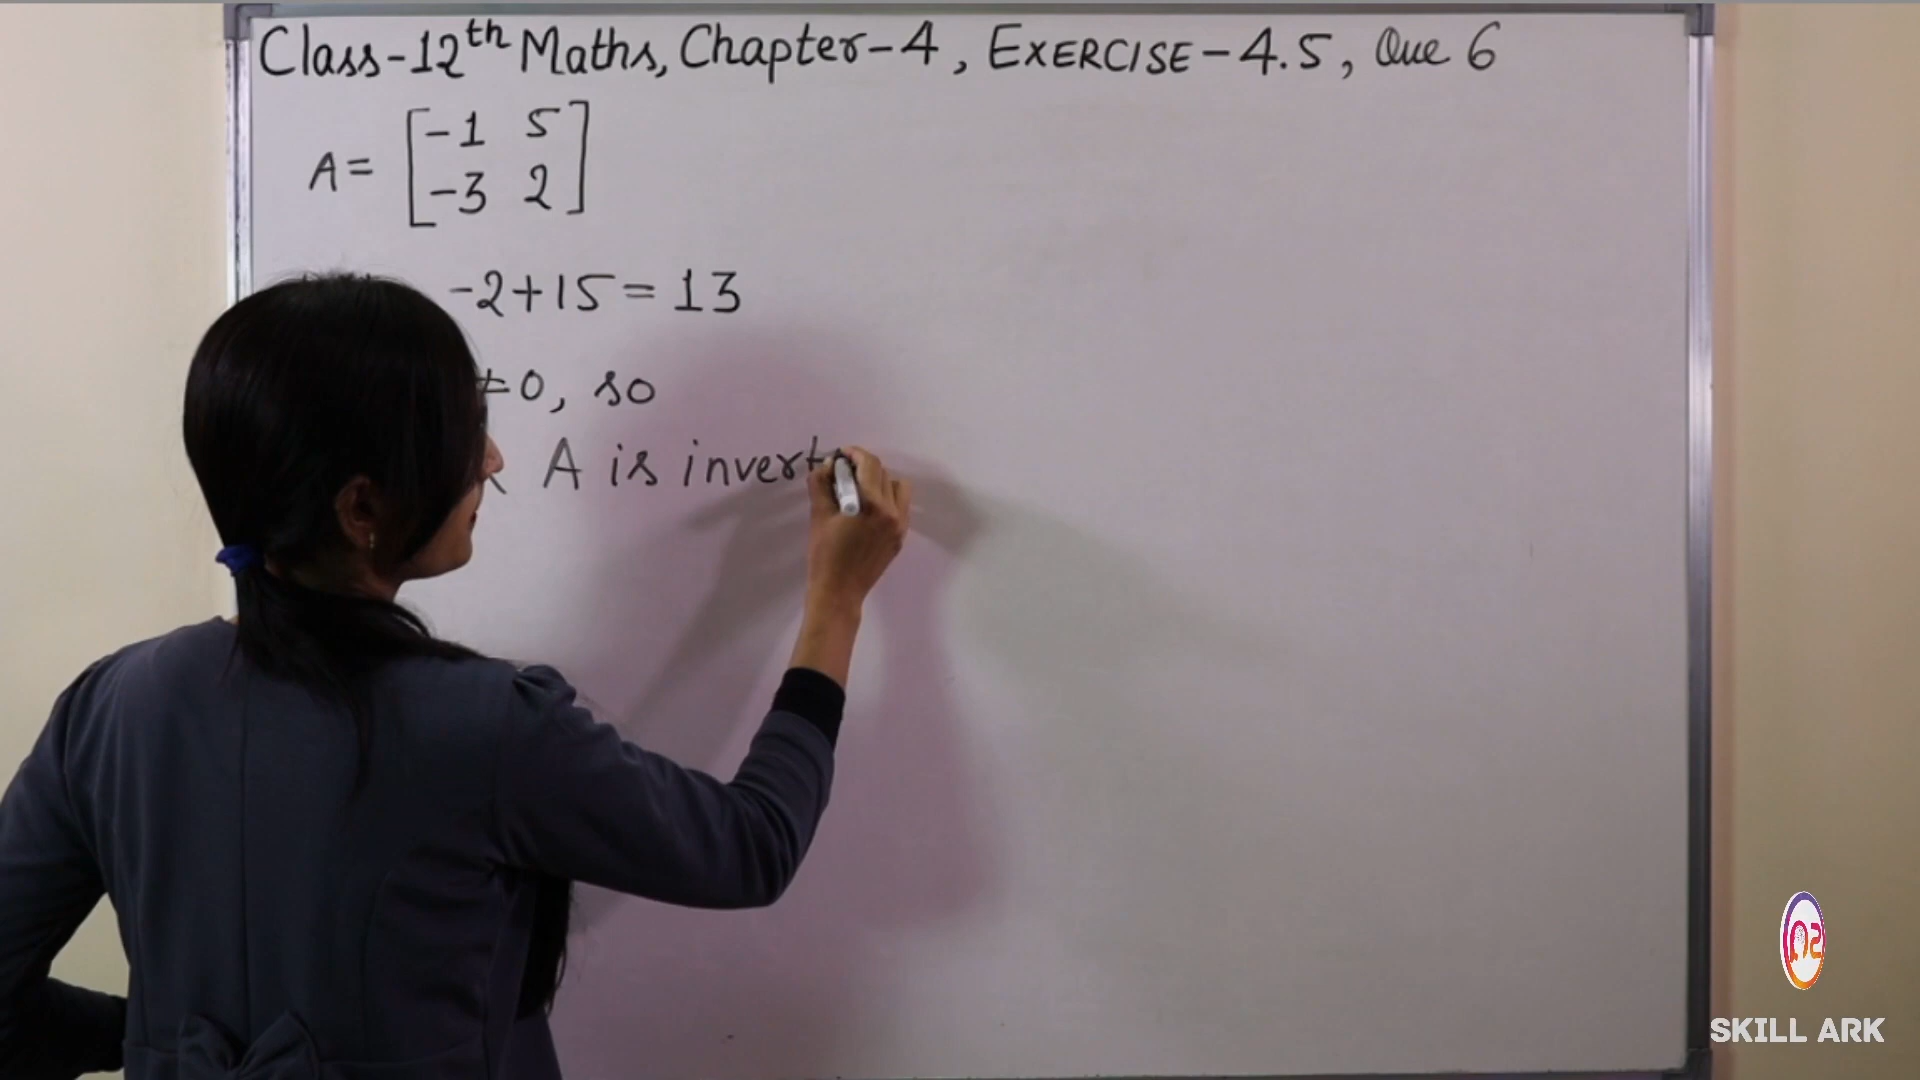 Class-12th Maths, Chapter-4, EXERCISE-4.5, Que 6
A = [-1 5
-3 2]
-2+15 = 13
≠0, so
A is invert
SKILL ARK